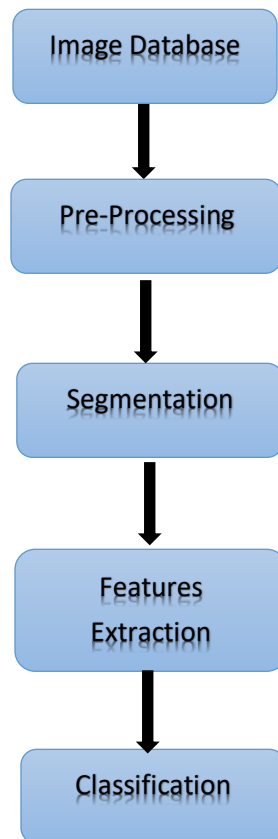 Image Database
Pre-Processing
Segmentation
Features
Extraction
Classification